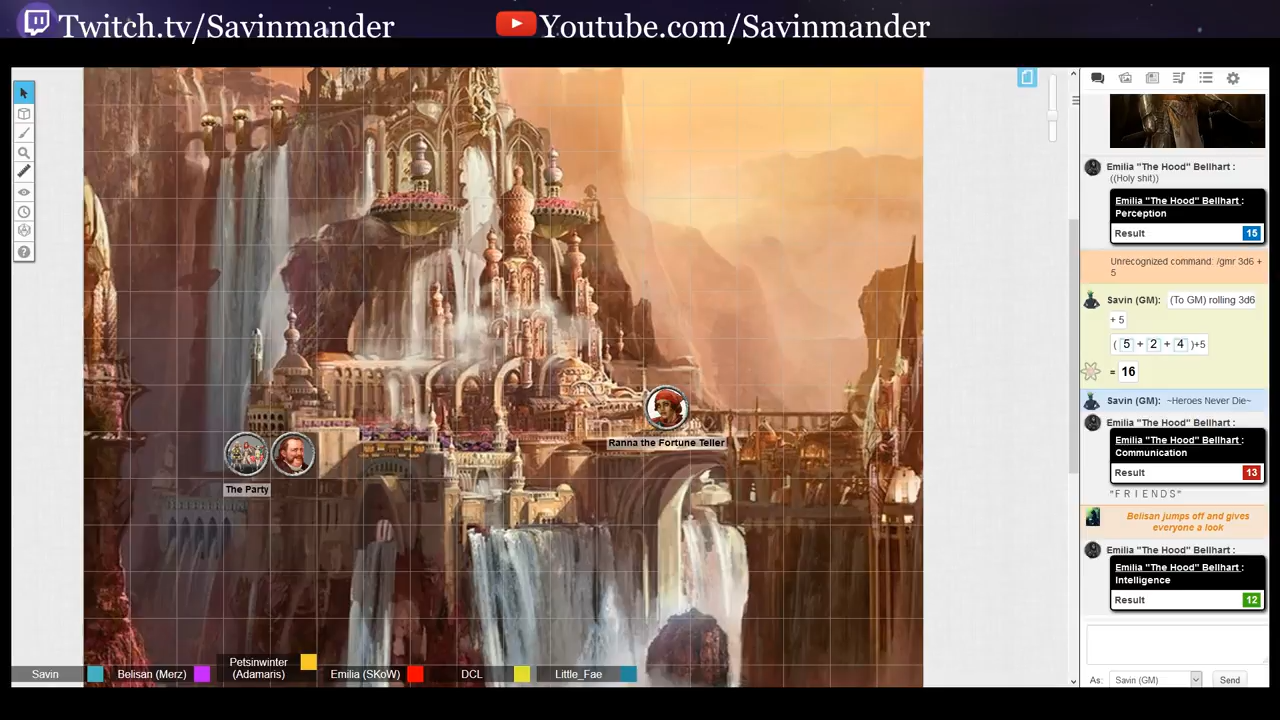 Twitch.tv/Savinmander
Youtube.com/Savinmander
Emilia "The Hood" Bellhart :
((Holy shit))
Emilia "The Hood" Bellhart :
Perception
Result 15
Unrecognized command: /gmr 3d6 +
5
Savin (GM): (To GM) rolling 3d6
+ 5
( 5 + 2 + 4 )+5
= 16
Savin (GM): ~Heroes Never Die~
Emilia "The Hood" Bellhart :
Emilia "The Hood" Bellhart :
Communication
Result 13
"F R I E N D S"
Belisan jumps off and gives
everyone a look
Emilia "The Hood" Bellhart :
Emilia "The Hood" Bellhart :
Intelligence
Result 12
As: Savin (GM) Send
Ranna the Fortune Teller
The Party
Savin
Belisan (Merz)
Petsinwinter
(Adamaris)
Emilia (SKoW)
DCL
Little_Fae